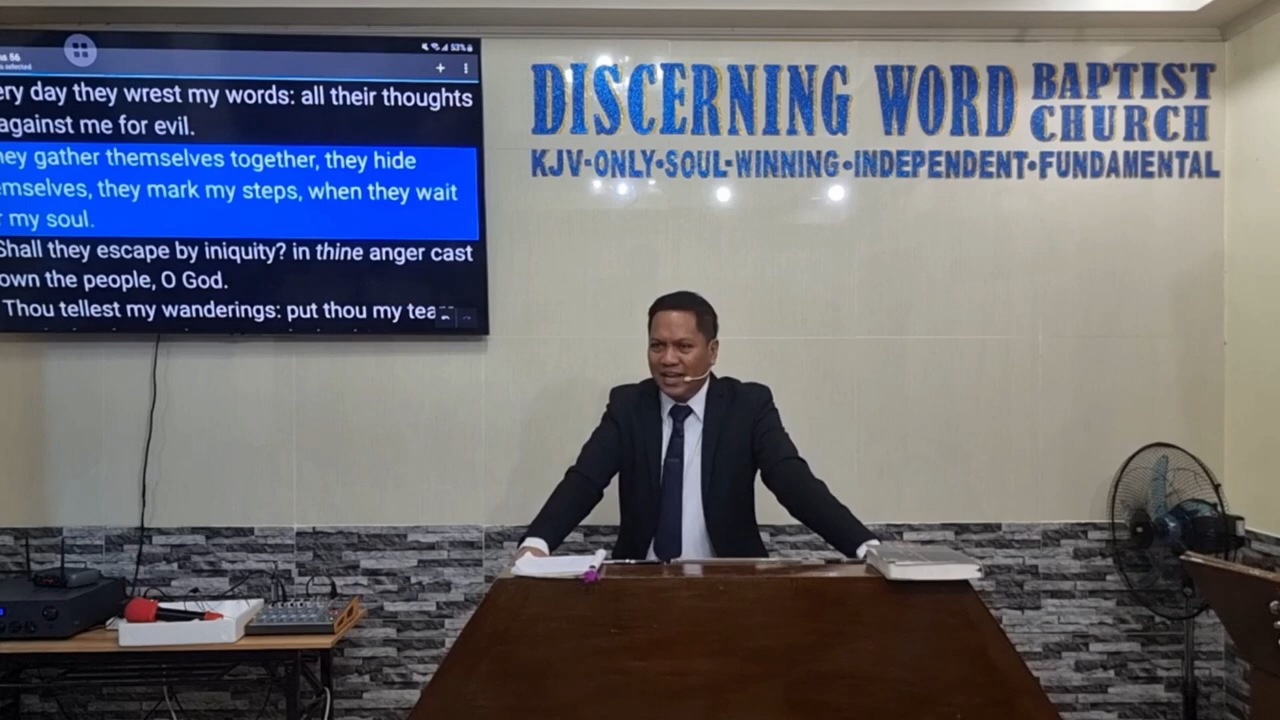 53%
ery day they wrest my words: all their thoughts
against me for evil.
hey gather themselves together, they hide
emselves, they mark my steps, when they wait
my soul.
Shall they escape by iniquity? in thine anger cast
own the people, O God.
Thou tellest my wanderings: put thou my tea
DISCERNING WORD BAPTIST CHURCH
KJV-ONLY•SOUL-WINNING•INDEPENDENT•FUNDAMENTAL